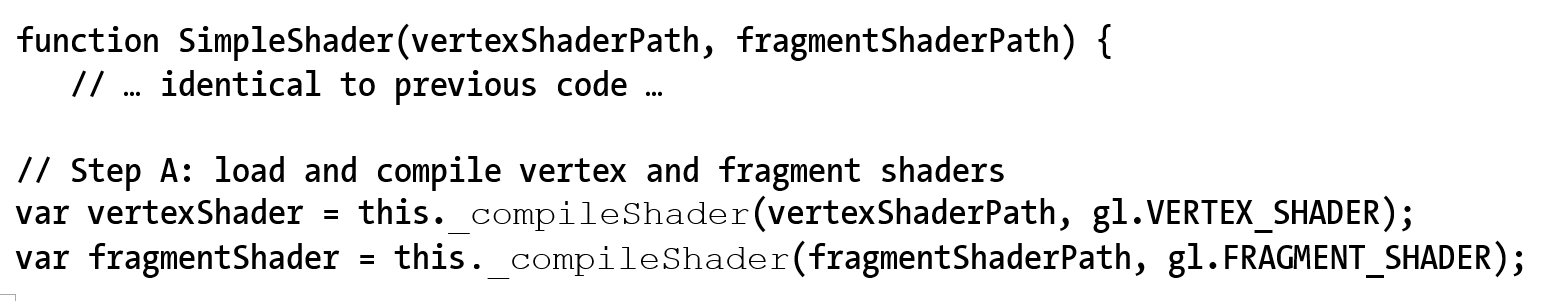 function SimpleShader(vertexShaderPath, fragmentShaderPath) {
// … identical to previous code …
// Step A: load and compile vertex and fragment shaders
var vertexShader = this._compileShader(vertexShaderPath, gl.VERTEX_SHADER);
var fragmentShader = this._compileShader(fragmentShaderPath, gl.FRAGMENT_SHADER);